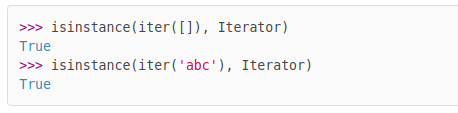 >>> isinstance(iter([]), Iterator)
True
>>> isinstance(iter('abc'), Iterator)
True